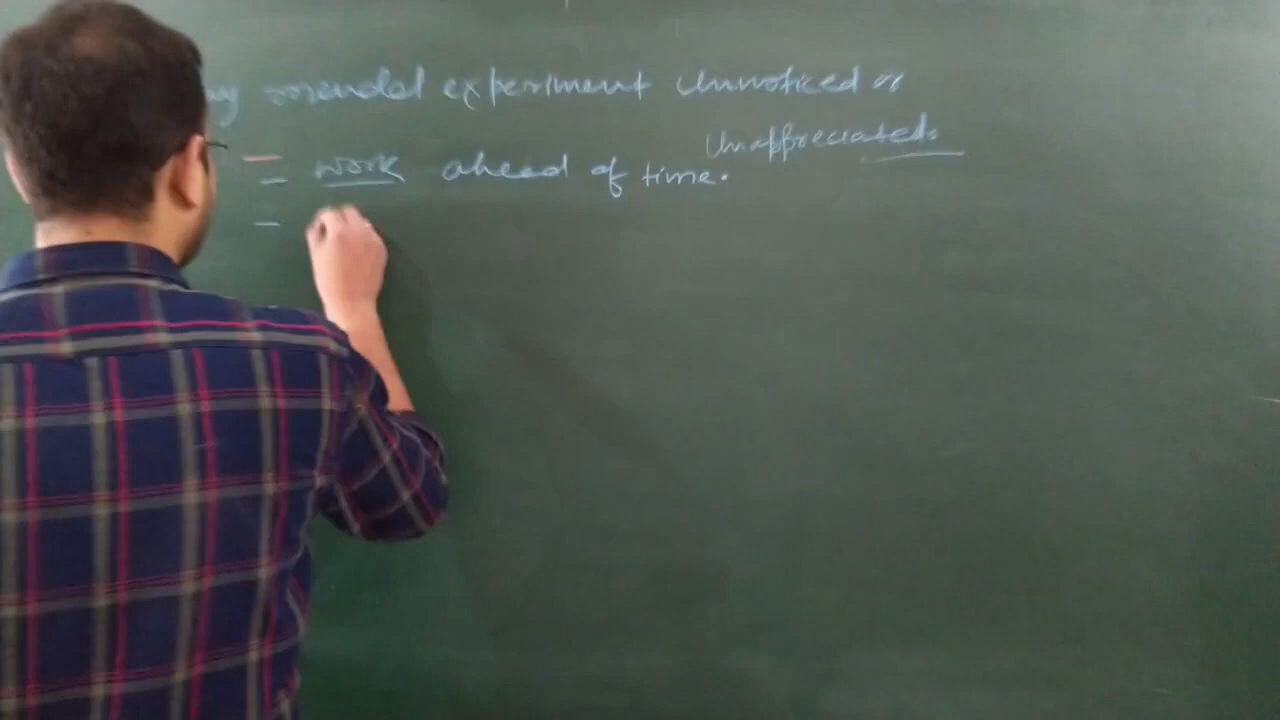 experiment Unnoticed or
Unappreciated.
- work ahead of time.
-